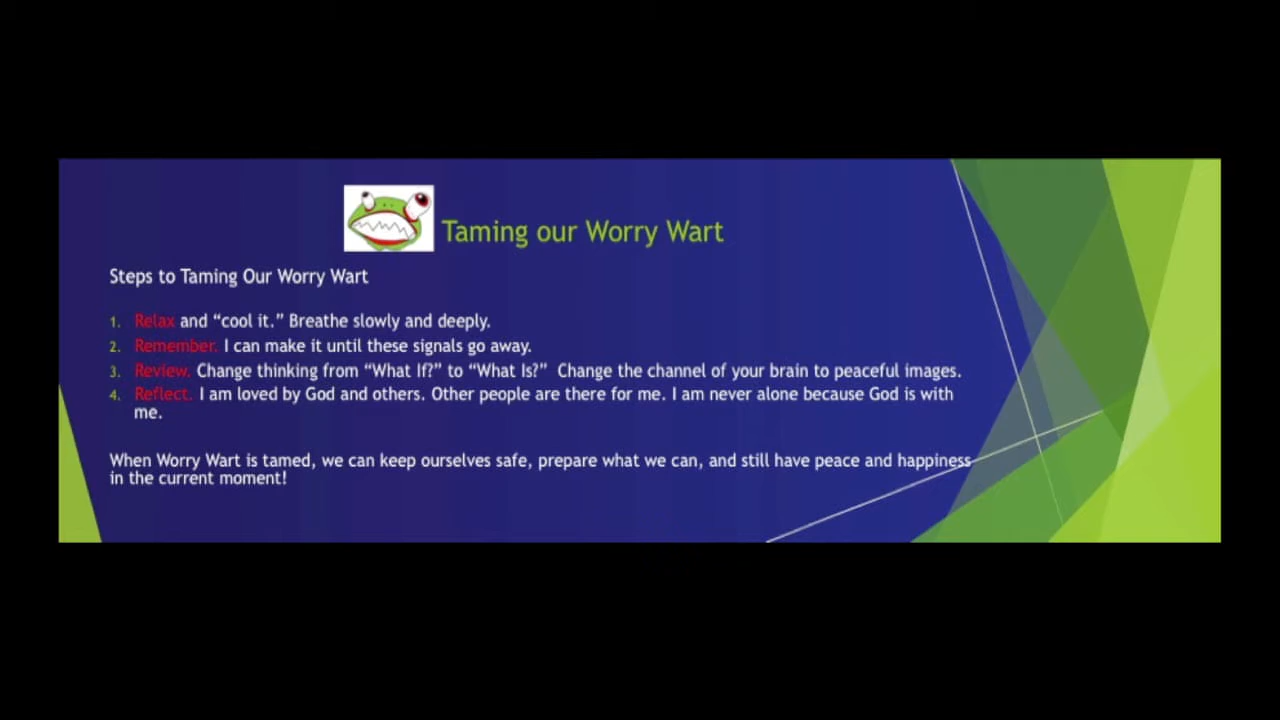 Taming our Worry Wart
Steps to Taming Our Worry Wart
1. Relax and “cool it.” Breathe slowly and deeply.
2. Remember. I can make it until these signals go away.
3. Review. Change thinking from “What If?” to “What Is?” Change the channel of your brain to peaceful images.
4. Reflect. I am loved by God and others. Other people are there for me. I am never alone because God is with
me.
When Worry Wart is tamed, we can keep ourselves safe, prepare what we can, and still have peace and happiness
in the current moment!